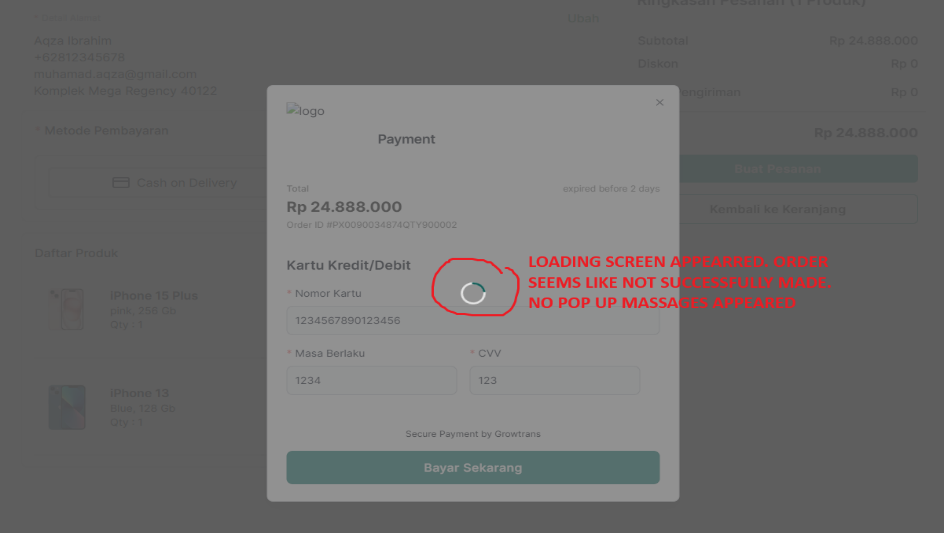 Ringkasan Pesanan (1 Produk)
Ubah
Aqza Ibrahim
+62812345678
muhamad.aqza@gmail.com
Komplek Mega Regency 40122
Subtotal
Rp 24.888.000
Diskon
Rp 0
engiriman
Rp 0
Rp 24.888.000
* Metode Pembayaran
Cash on Delivery
Buat Pesanan
Kembali ke Keranjang
Daftar Produk
iPhone 15 Plus
pink, 256 Gb
Qty : 1
iPhone 13
Blue, 128 Gb
Qty : 1
logo
×
Payment
Total
expired before 2 days
Rp 24.888.000
Order ID #PX0090034874QTY900002
Kartu Kredit/Debit
* Nomor Kartu
1234567890123456
* Masa Berlaku
* CVV
1234
123
Secure Payment by Growtrans
Bayar Sekarang
LOADING SCREEN APPEARRED. ORDER
SEEMS LIKE NOT SUCCESSFULLY MADE.
NO POP UP MASSAGES APPEARED